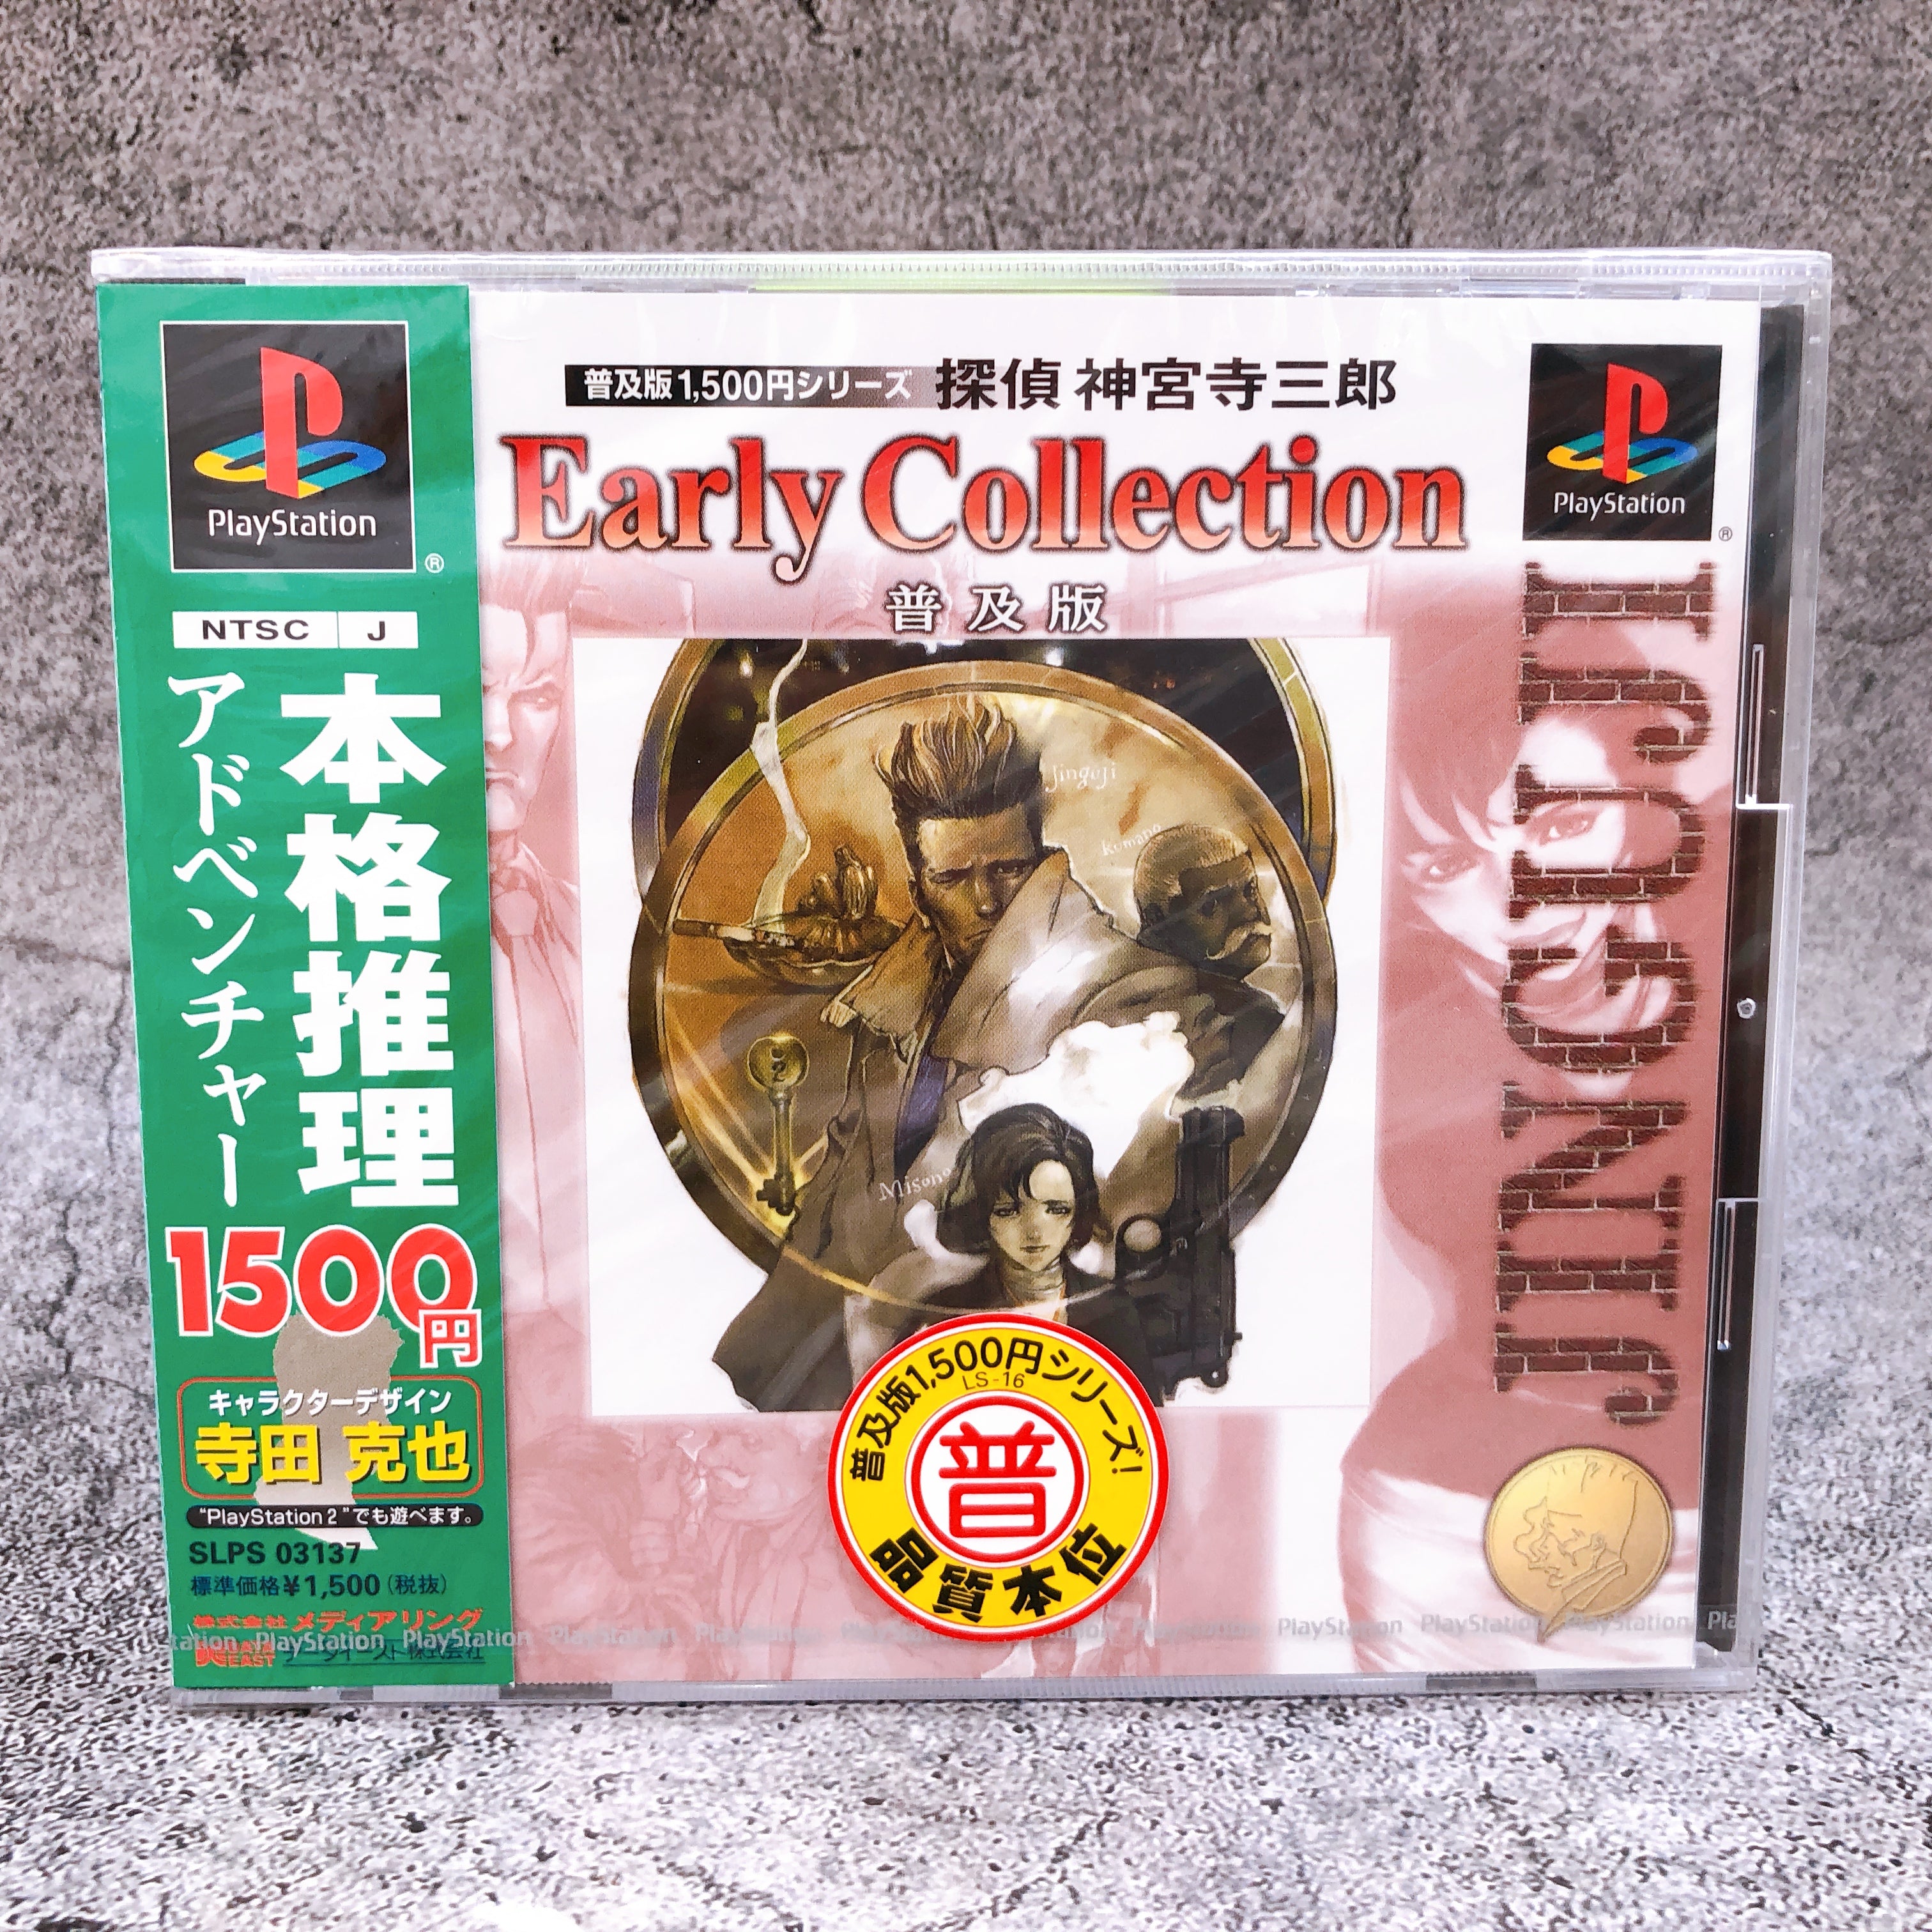 PlayStation
®
NTSC J
本格推理
アドベンチャー
1500円
キャラクターデザイン
寺田 克也
"PlayStation 2"でも遊べます。
SLPS 03137
標準価格¥1,500(税抜)
株式会社メディアリング
データイースト株式会社
普及版1,500円シリーズ 探偵 神宮寺三郎
Early Collection
普及版
PlayStation
®
JINGUJI
Jingûji
Kumano
Misono
普及版1,500円シリーズ!
LS-16
普
品質本位
PlayStation PlayStation PlayStation PlayStation PlayStation PlayStation PlayStation PlayStation